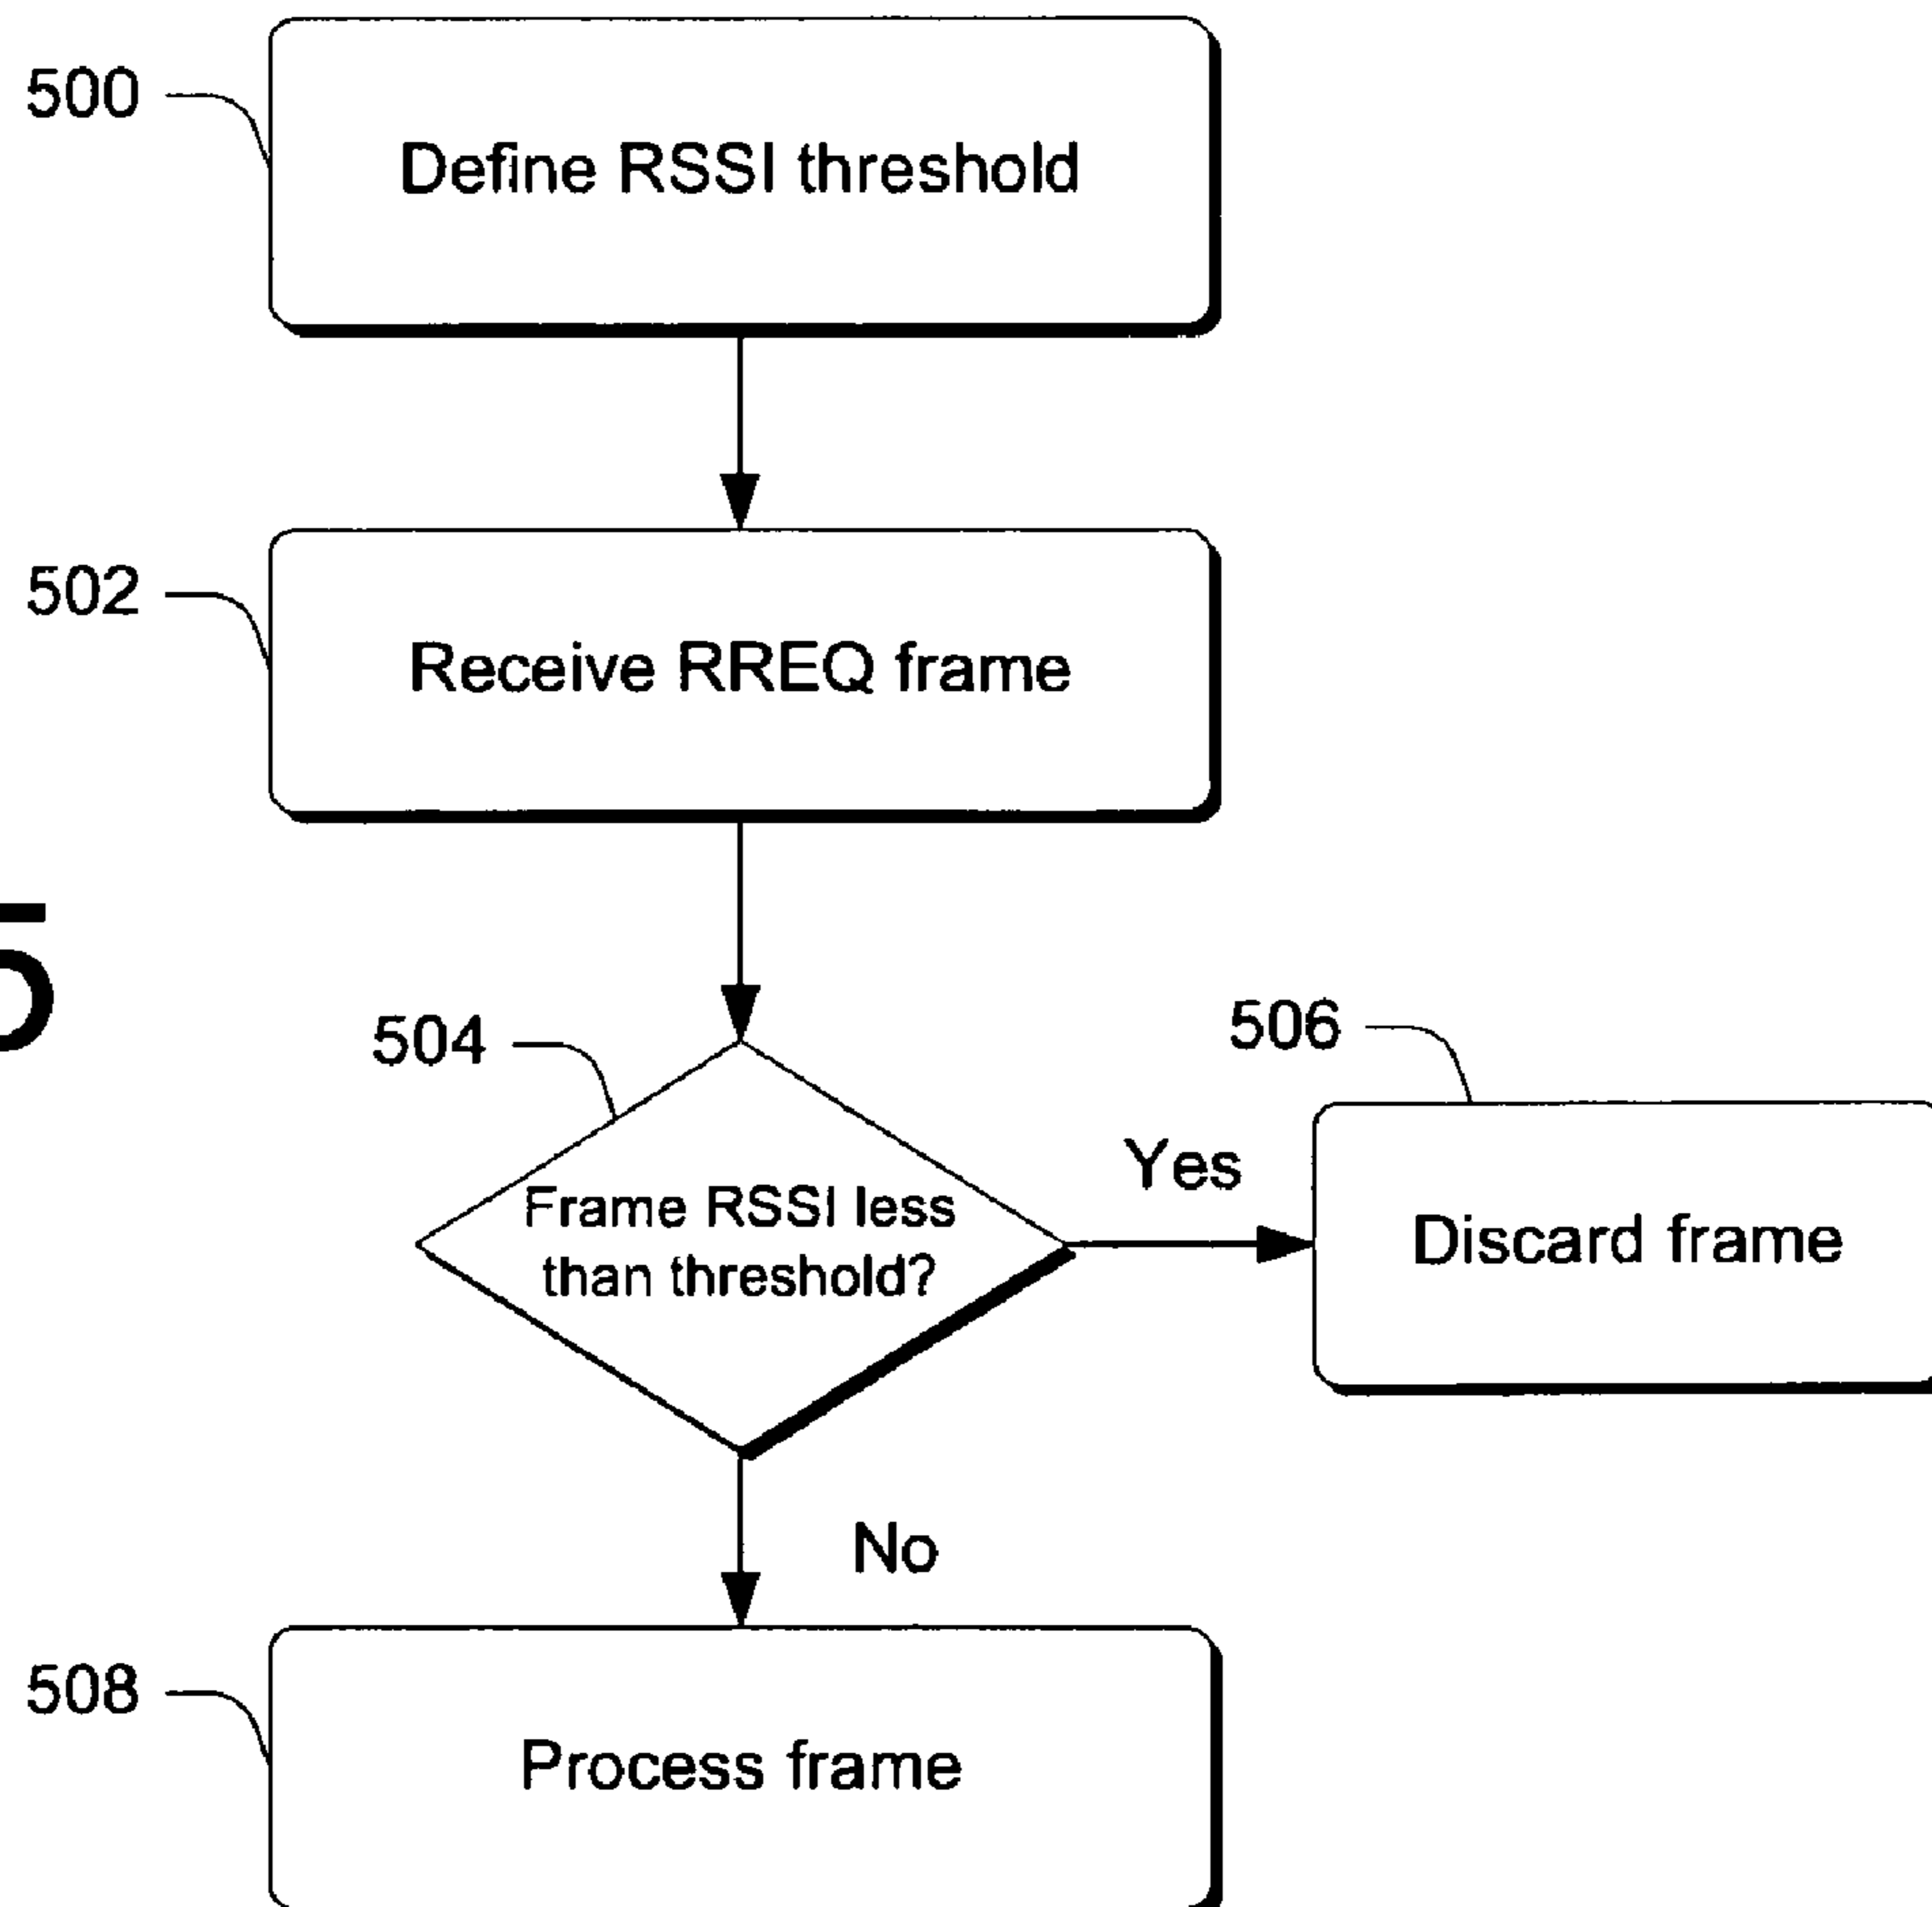 500
Define RSSI threshold
502
Receive RREQ frame
5
504
506
Yes
Frame RSSI less
than threshold?
Discard frame
No
508
Process frame